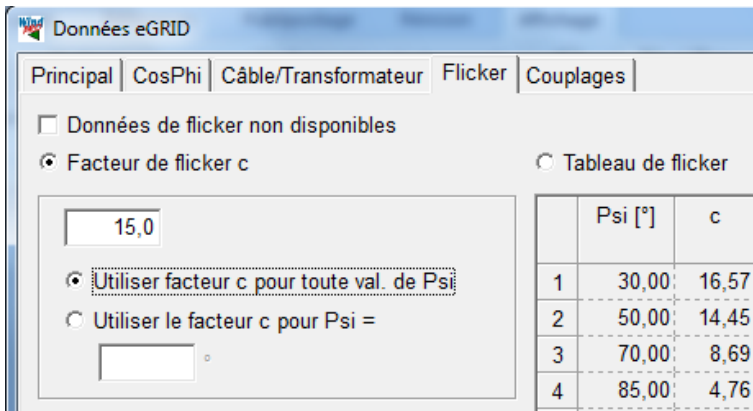 Données eGRID
Principal CosPhi Câble/Transformateur Flicker Couplages
Données de flicker non disponibles
Facteur de flicker c
Tableau de flicker
15,0
Utiliser facteur c pour toute val. de Psi
Utiliser le facteur c pour Psi =
°
Psi [°] c
1 30,00 16,57
2 50,00 14,45
3 70,00 8,69
4 85,00 4,76